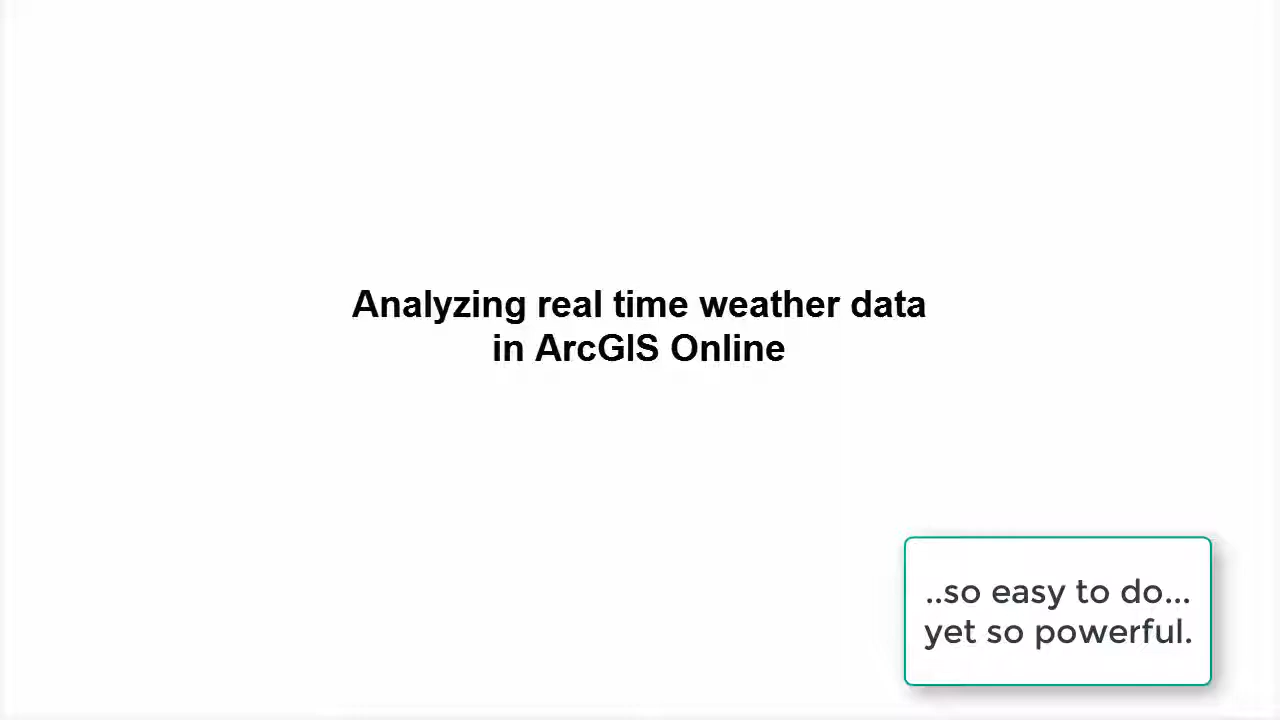 Analyzing real time weather data
in ArcGIS Online
..so easy to do...
yet so powerful.